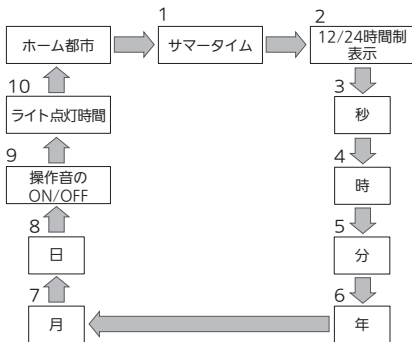 1
2
ホーム都市
サマータイム
12/24時間制
表示
10
3
ライト点灯時間
秒
9
4
操作音の
ON/OFF
時
8
5
日
分
7
6
月
年